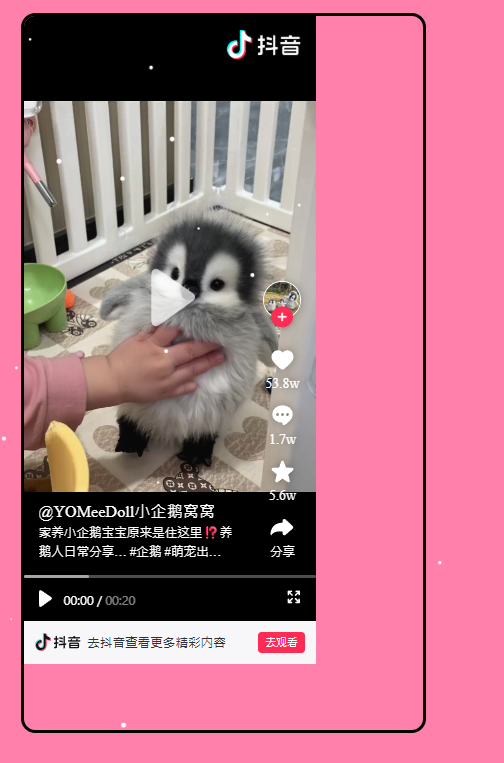 抖音
53.8w
1.7w
5.6w
@YOMeeDoll小企鹅窝窝
家养小企鹅宝宝原来是住这里⁉️养
鹅人日常分享... #企鹅 #萌宠出...
分享
00:00 / 00:20
抖音 去抖音查看更多精彩内容 去观看